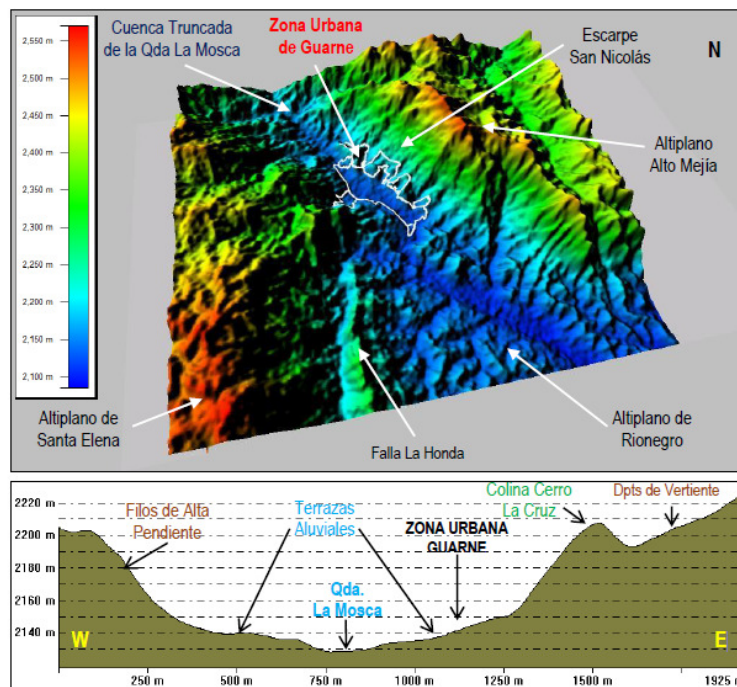 2,550 m
2,500 m
2,450 m
2,400 m
2,350 m
2,300 m
2,250 m
2,200 m
2,150 m
2,100 m
Cuenca Truncada
de la Qda La Mosca
Zona Urbana
de Guarne
Escarpe
San Nicolás
N
Altiplano
Alto Mejía
Altiplano de
Santa Elena
Falla La Honda
Altiplano de
Rionegro
2220 m
2200 m
2180 m
2160 m
2140 m
Filos de Alta
Pendiente
Terrazas
Aluviales
Qda.
La Mosca
ZONA URBANA
GUARNE
Colina Cerro
La Cruz
Dpts de Vertiente
W
E
250 m
500 m
750 m
1000 m
1250 m
1500 m
1925 m